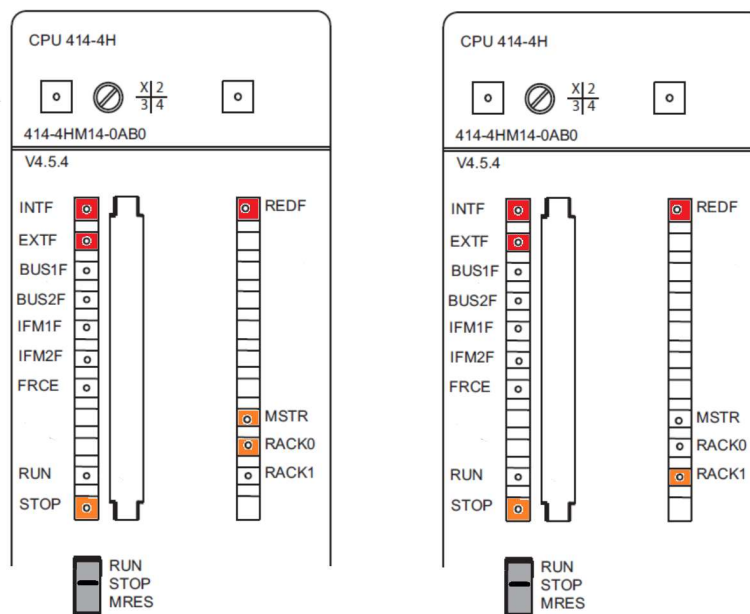 CPU 414-4H
X 2
3 4
414-4HM14-0AB0
V4.5.4
INTF
REDF
EXTF
BUS1F
BUS2F
IFM1F
IFM2F
FRCE
MSTR
RACK0
RUN
RACK1
STOP
RUN
STOP
MRES
CPU 414-4H
X 2
3 4
414-4HM14-0AB0
V4.5.4
INTF
REDF
EXTF
BUS1F
BUS2F
IFM1F
IFM2F
FRCE
MSTR
RACK0
RUN
RACK1
STOP
RUN
STOP
MRES